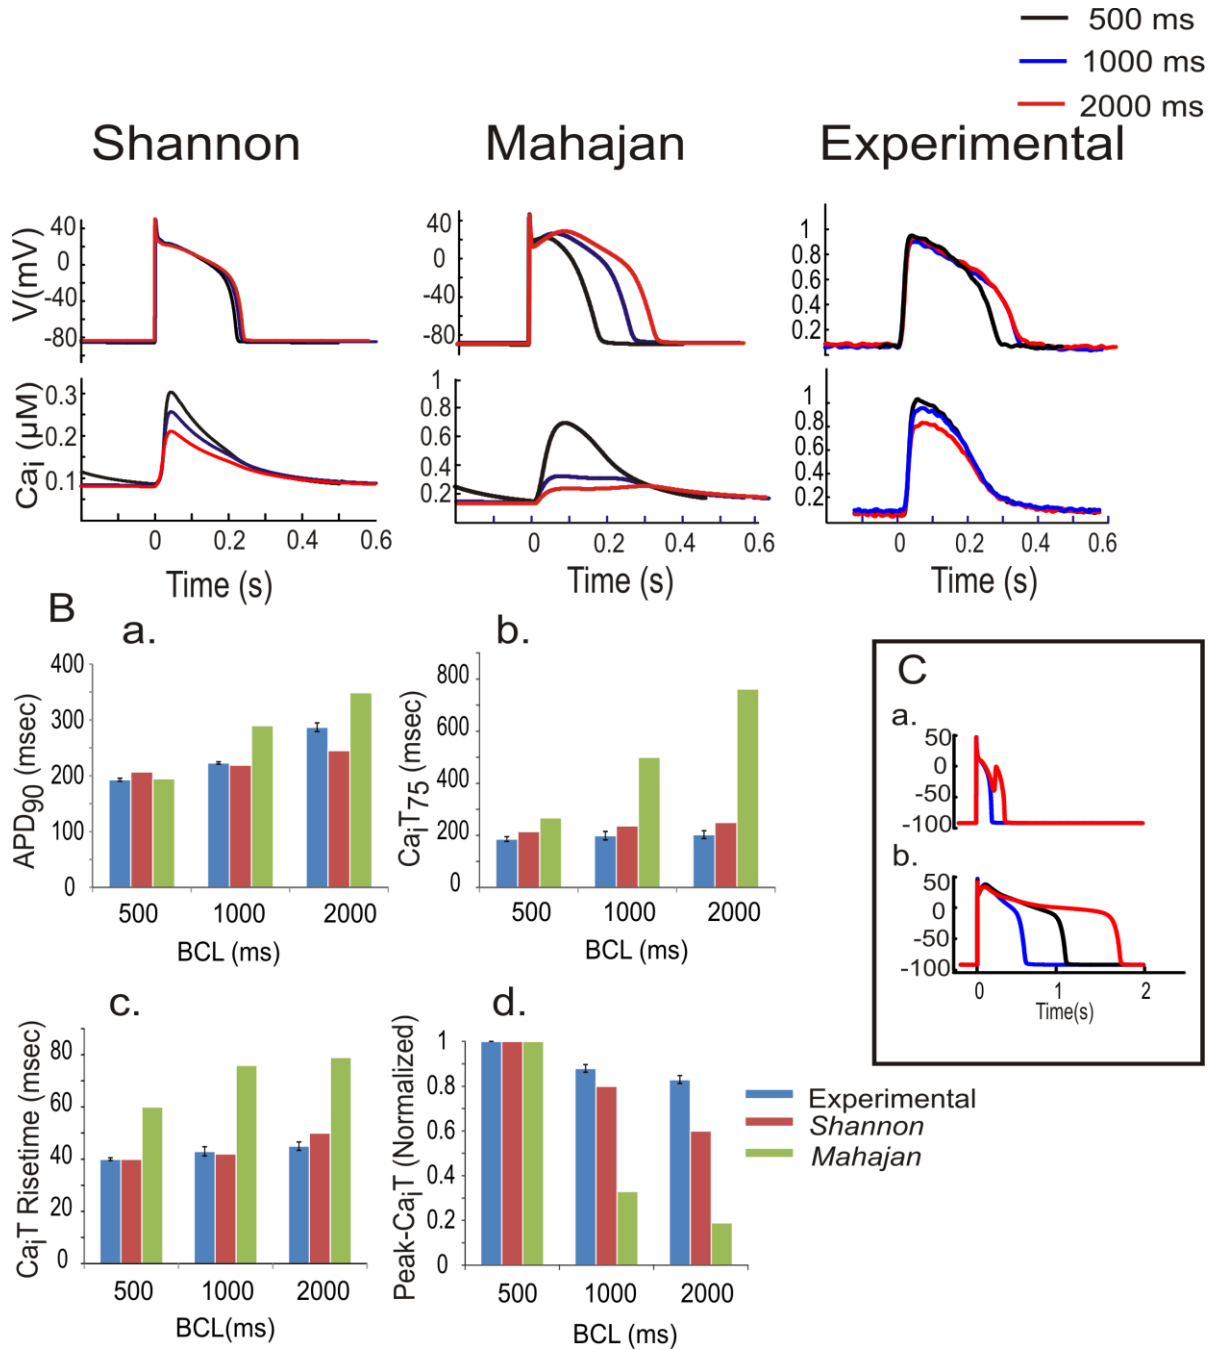 500 ms
1000 ms
2000 ms
Shannon
Mahajan
Experimental
V(mV)
40
0
-40
-80
40
0
-40
-80
1
0.8
0.6
0.4
0.2
Cai (µM)
0.3
0.2
0.1
1
0.8
0.6
0.4
0.2
1
0.8
0.6
0.4
0.2
0
0 0.2 0.4 0.6
0 0.2 0.4 0.6
0 0.2 0.4 0.6
Time (s)
Time (s)
Time (s)
B
a.
APD90 (msec)
400
300
200
100
0
500 1000 2000
BCL (ms)
b.
CaiT75 (msec)
800
600
400
200
0
500 1000 2000
BCL (ms)
C
a.
50
0
-50
-100
b.
50
0
-50
-100
0 1 2
Time(s)
c.
CaiT Risetime (msec)
80
60
40
20
0
500 1000 2000
BCL(ms)
d.
Peak-CaiT (Normalized)
1
0.8
0.6
0.4
0.2
0
500 1000 2000
BCL (ms)
Experimental
Shannon
Mahajan